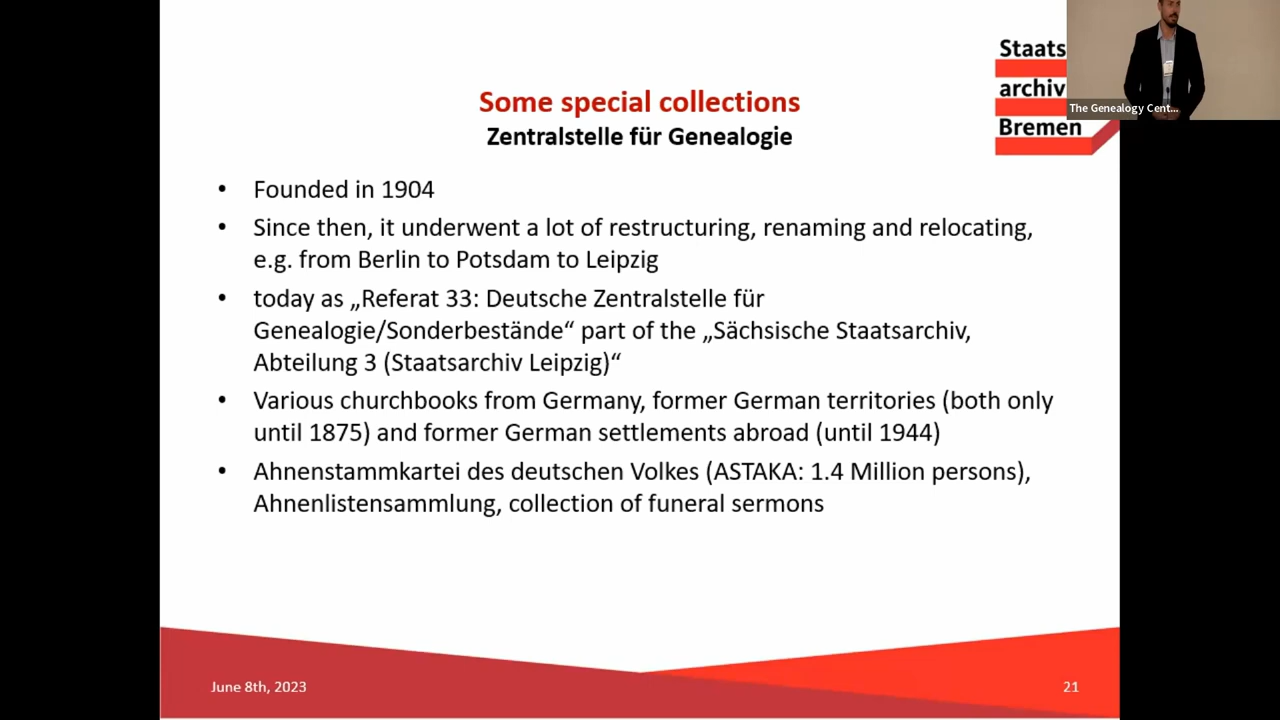 Some special collections
Zentralstelle für Genealogie
Staats
archiv
Bremen
The Genealogy Cent...
• Founded in 1904
• Since then, it underwent a lot of restructuring, renaming and relocating,
e.g. from Berlin to Potsdam to Leipzig
• today as „Referat 33: Deutsche Zentralstelle für
Genealogie/Sonderbestände“ part of the „Sächsische Staatsarchiv,
Abteilung 3 (Staatsarchiv Leipzig)“
• Various churchbooks from Germany, former German territories (both only
until 1875) and former German settlements abroad (until 1944)
• Ahnenstammkartei des deutschen Volkes (ASTAKA: 1.4 Million persons),
Ahnenlistensammlung, collection of funeral sermons
June 8th, 2023
21